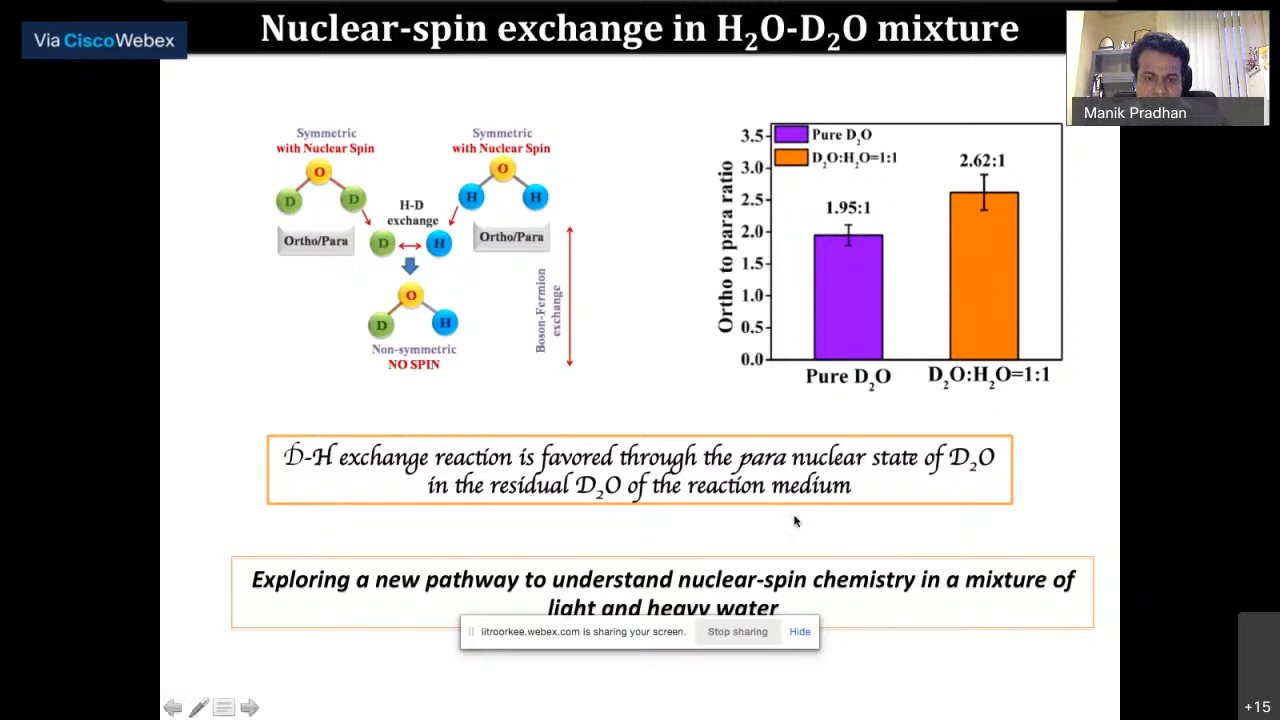 Via Cisco Webex
Nuclear-spin exchange in H₂O-D₂O mixture
Manik Pradhan
Symmetric
with Nuclear Spin
O
D
D
Ortho/Para
Symmetric
with Nuclear Spin
O
H
H
Ortho/Para
H-D
exchange
D
H
O
D
H
Non-symmetric
NO SPIN
Boson-Fermion
exchange
Ortho to para ratio
3.5
3.0
2.5
2.0
1.5
1.0
0.5
0.0
Pure D₂O
D₂O:H₂O=1:1
1.95:1
2.62:1
Pure D₂O
D₂O:H₂O=1:1
D-H exchange reaction is favored through the para nuclear state of D₂O
in the residual D₂O of the reaction medium
Exploring a new pathway to understand nuclear-spin chemistry in a mixture of
light and heavy water
iitroorkee.webex.com is sharing your screen.
Stop sharing
Hide
+15